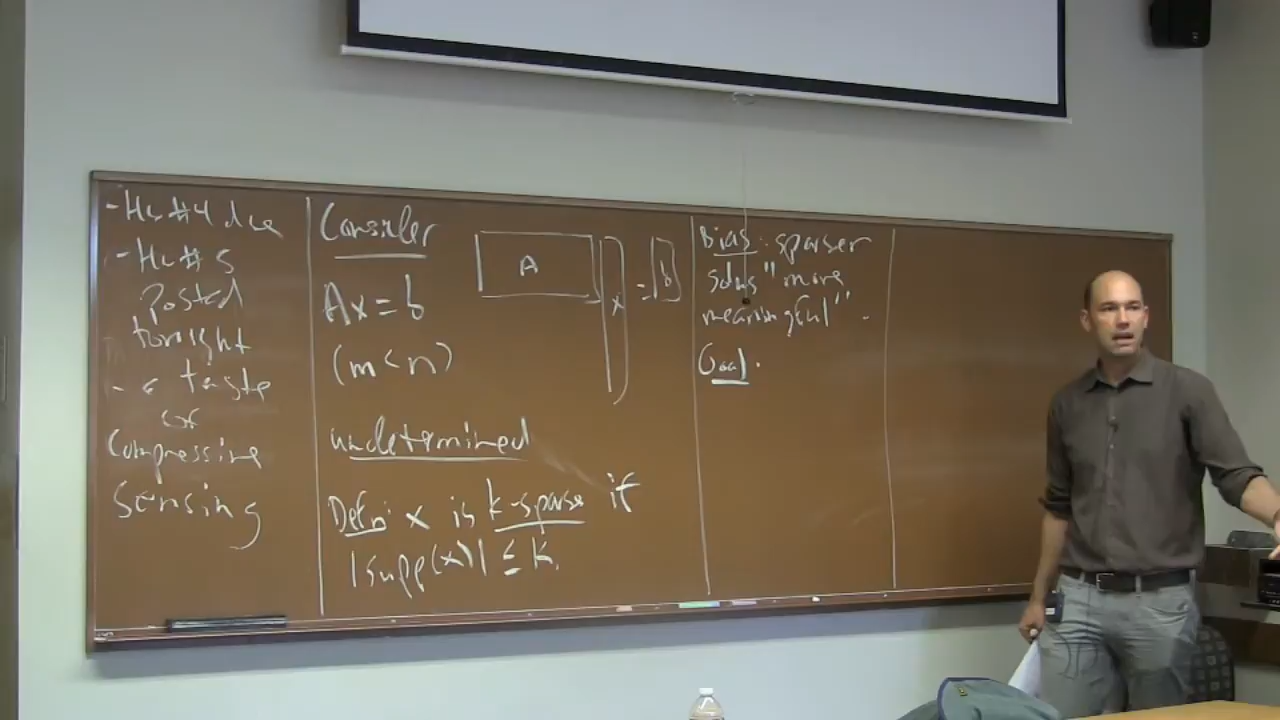 - HW #4 due
- HW #5
posted
tonight
- a taste
of
Compressive
Sensing
Consider
Ax = b
(m < n)
undetermined
Defn: x is k-sparse if
|supp(x)| ≤ k.
A
x
=
b
Bias: sparser
solns "more
meaningful".
Goal: